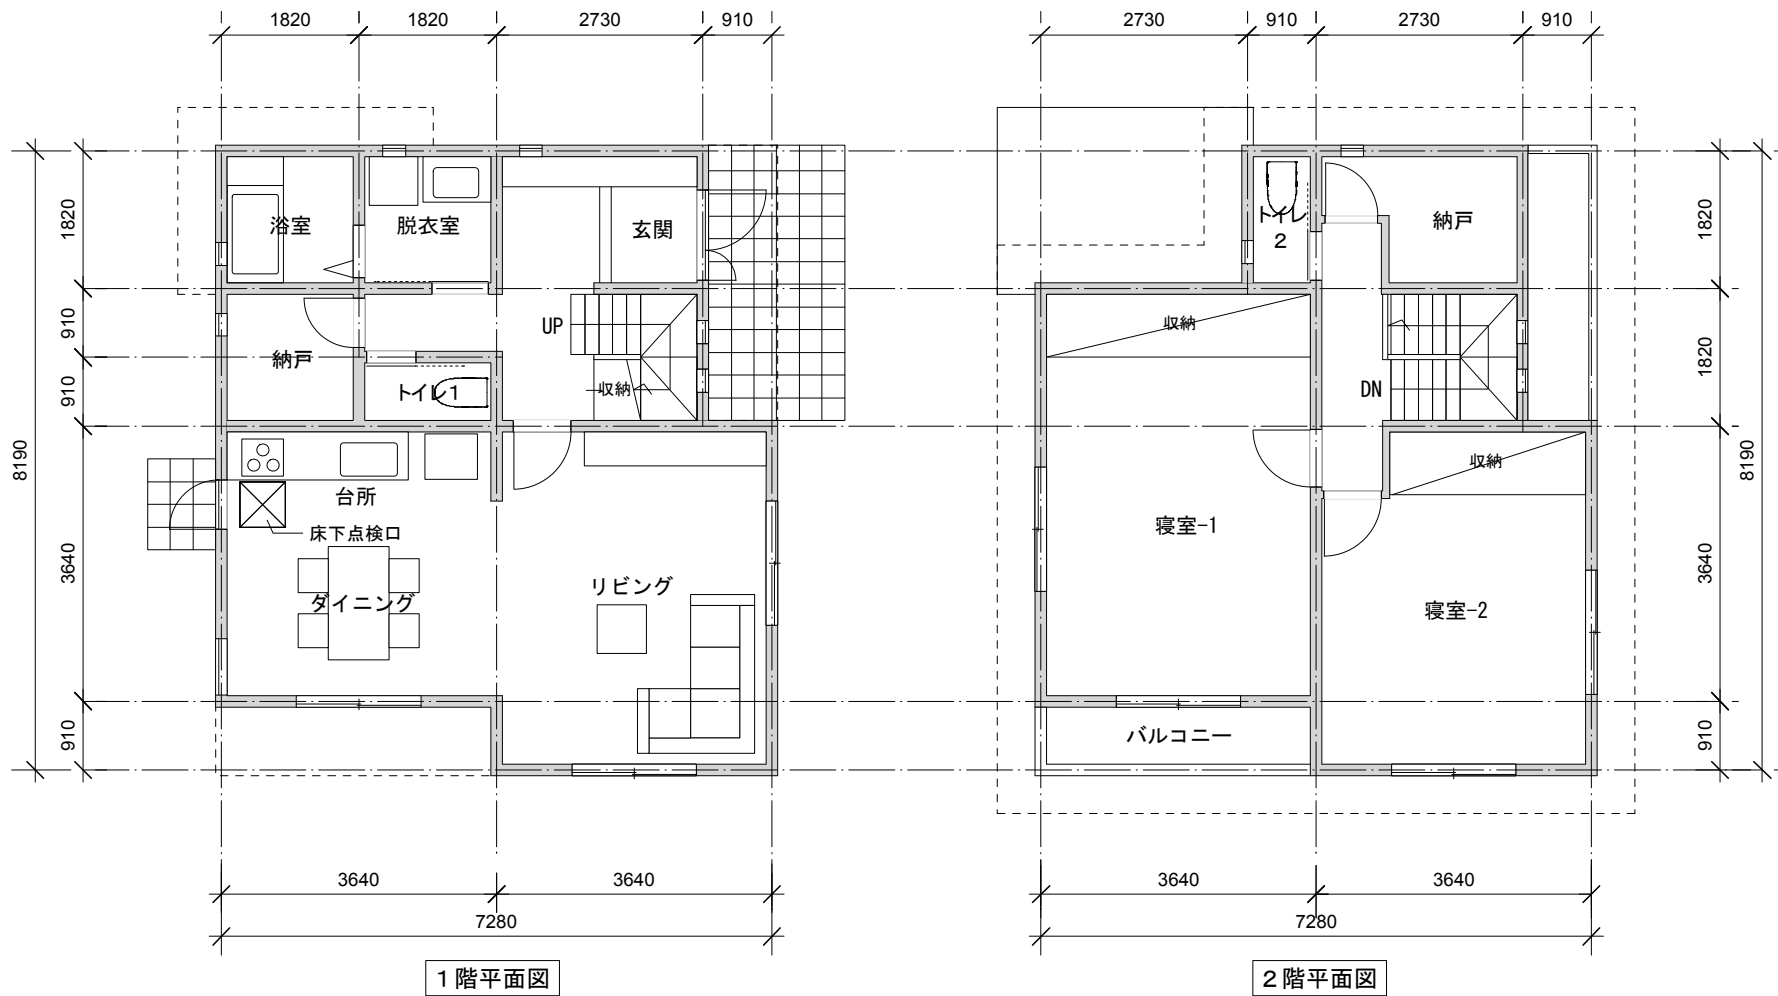 1820
1820
2730
910
2730
910
2730
910
8190
1820
910
910
3640
910
浴室
脱衣室
玄関
UP
納戸
トイレ1
収納
台所
床下点検口
ダイニング
リビング
3640
3640
7280
1階平面図
トイレ
2
納戸
収納
DN
収納
寝室-1
寝室-2
バルコニー
1820
1820
3640
910
8190
3640
3640
7280
2階平面図